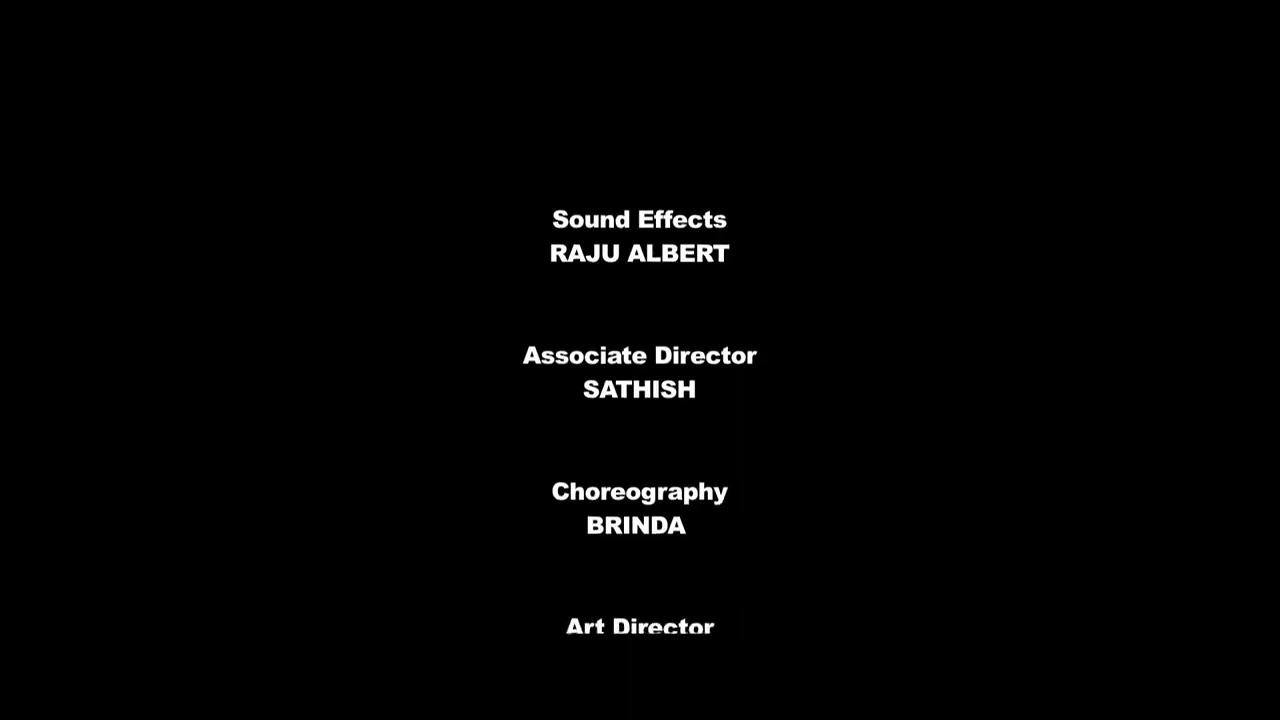 Sound Effects
RAJU ALBERT
Associate Director
SATHISH
Choreography
BRINDA
Art Director